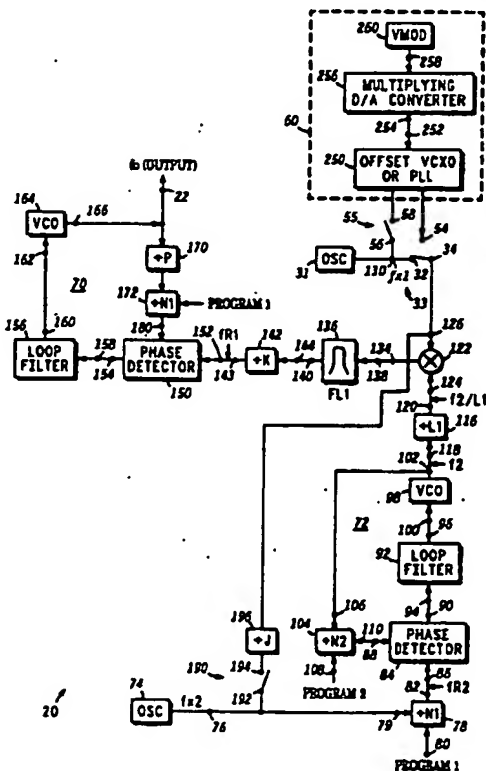 260 VMOD
258
256 MULTIPLYING D/A CONVERTER
254 252
60
250 OFFSET VCXO OR PLL
fo (OUTPUT)
22
164 VCO 166
162
70
÷P 170
172 ÷N1 PROGRAM 1
180
160
156 LOOP FILTER 158 154
PHASE DETECTOR 150
152 fR1 143
÷K 142
144 140
136 FL1
134 138
55 58 54
56
31 OSC 130 fx1 32 34
33
126
122
124
f2/L1
120
÷L1 116
118
102 f2
98 VCO
72
100 96
92 LOOP FILTER
94 90
106
104 ÷N2 110 88
PHASE DETECTOR 84
108
PROGRAM 2
86
82 fR2
196 ÷J
190 194
192
74 OSC fx2 76
79 ÷N1 78
80
PROGRAM 1
20